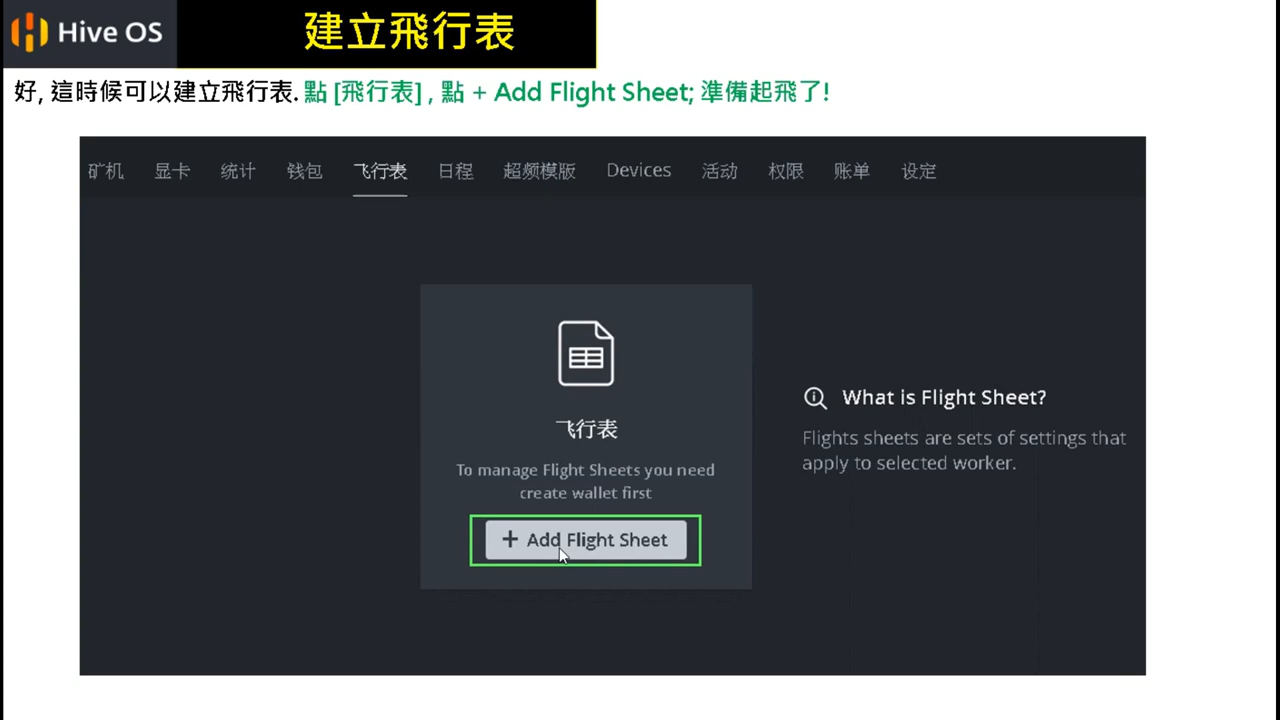 Hive OS
建立飛行表
好, 這時候可以建立飛行表. 點 [飛行表] , 點 + Add Flight Sheet; 準備起飛了!
矿机 显卡 统计 钱包 飞行表 日程 超频模版 Devices 活动 权限 账单 设定
飞行表
To manage Flight Sheets you need
create wallet first
+ Add Flight Sheet
What is Flight Sheet?
Flights sheets are sets of settings that
apply to selected worker.